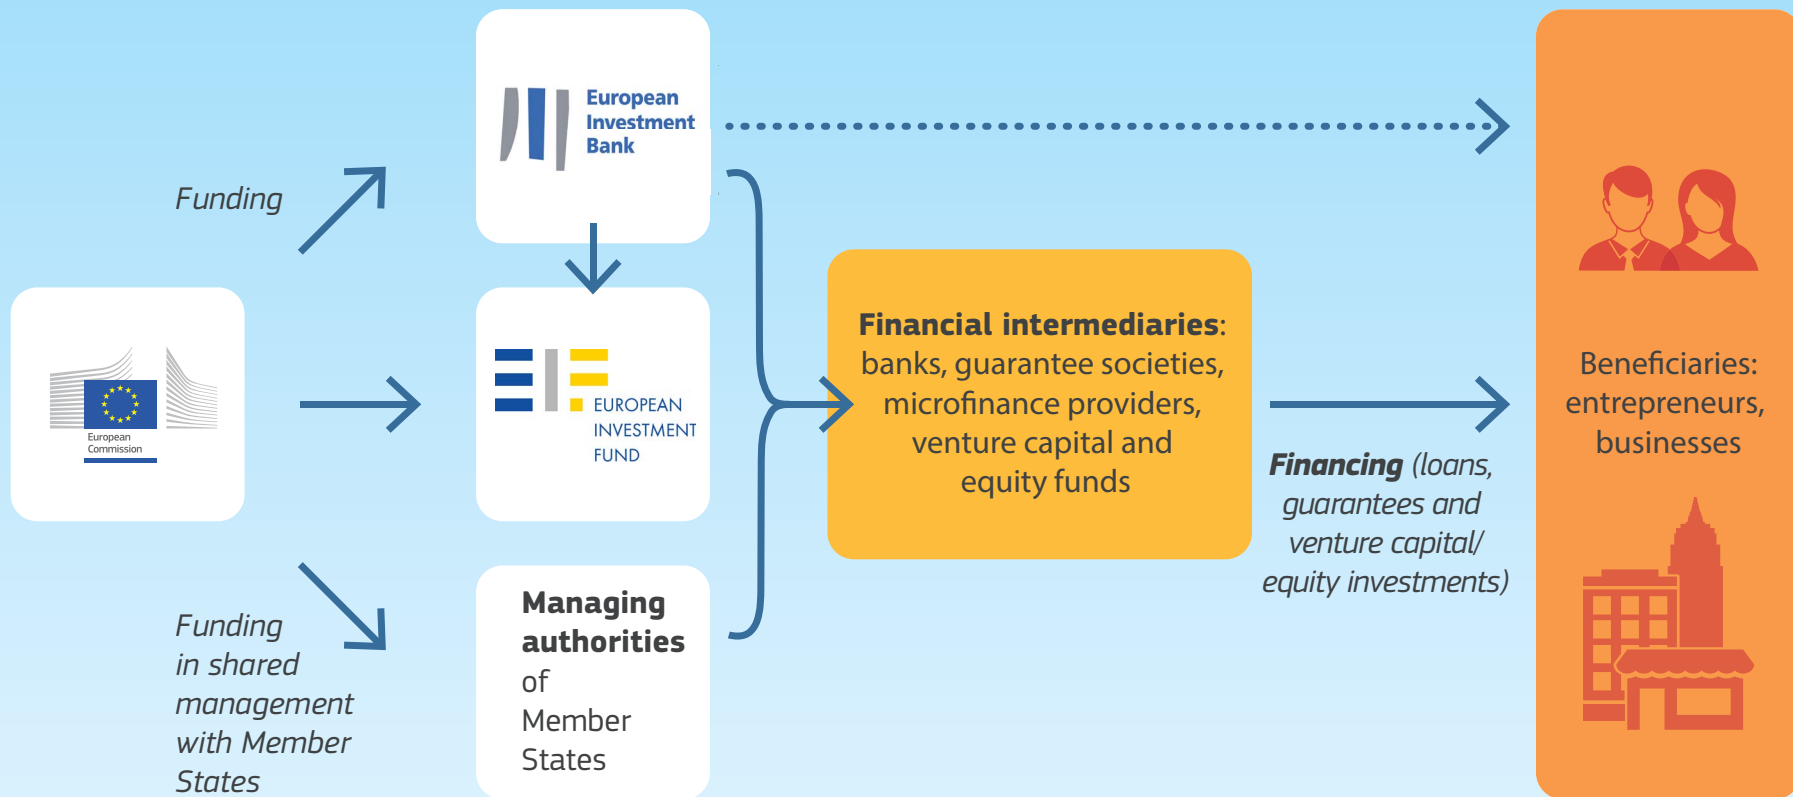 European
Investment
Bank
Funding
European
Commission
EUROPEAN
INVESTMENT
FUND
Funding
in shared
management
with Member
States
Managing
authorities
of
Member
States
Financial intermediaries:
banks, guarantee societies,
microfinance providers,
venture capital and
equity funds
Financing (loans,
guarantees and
venture capital/
equity investments)
Beneficiaries:
entrepreneurs,
businesses